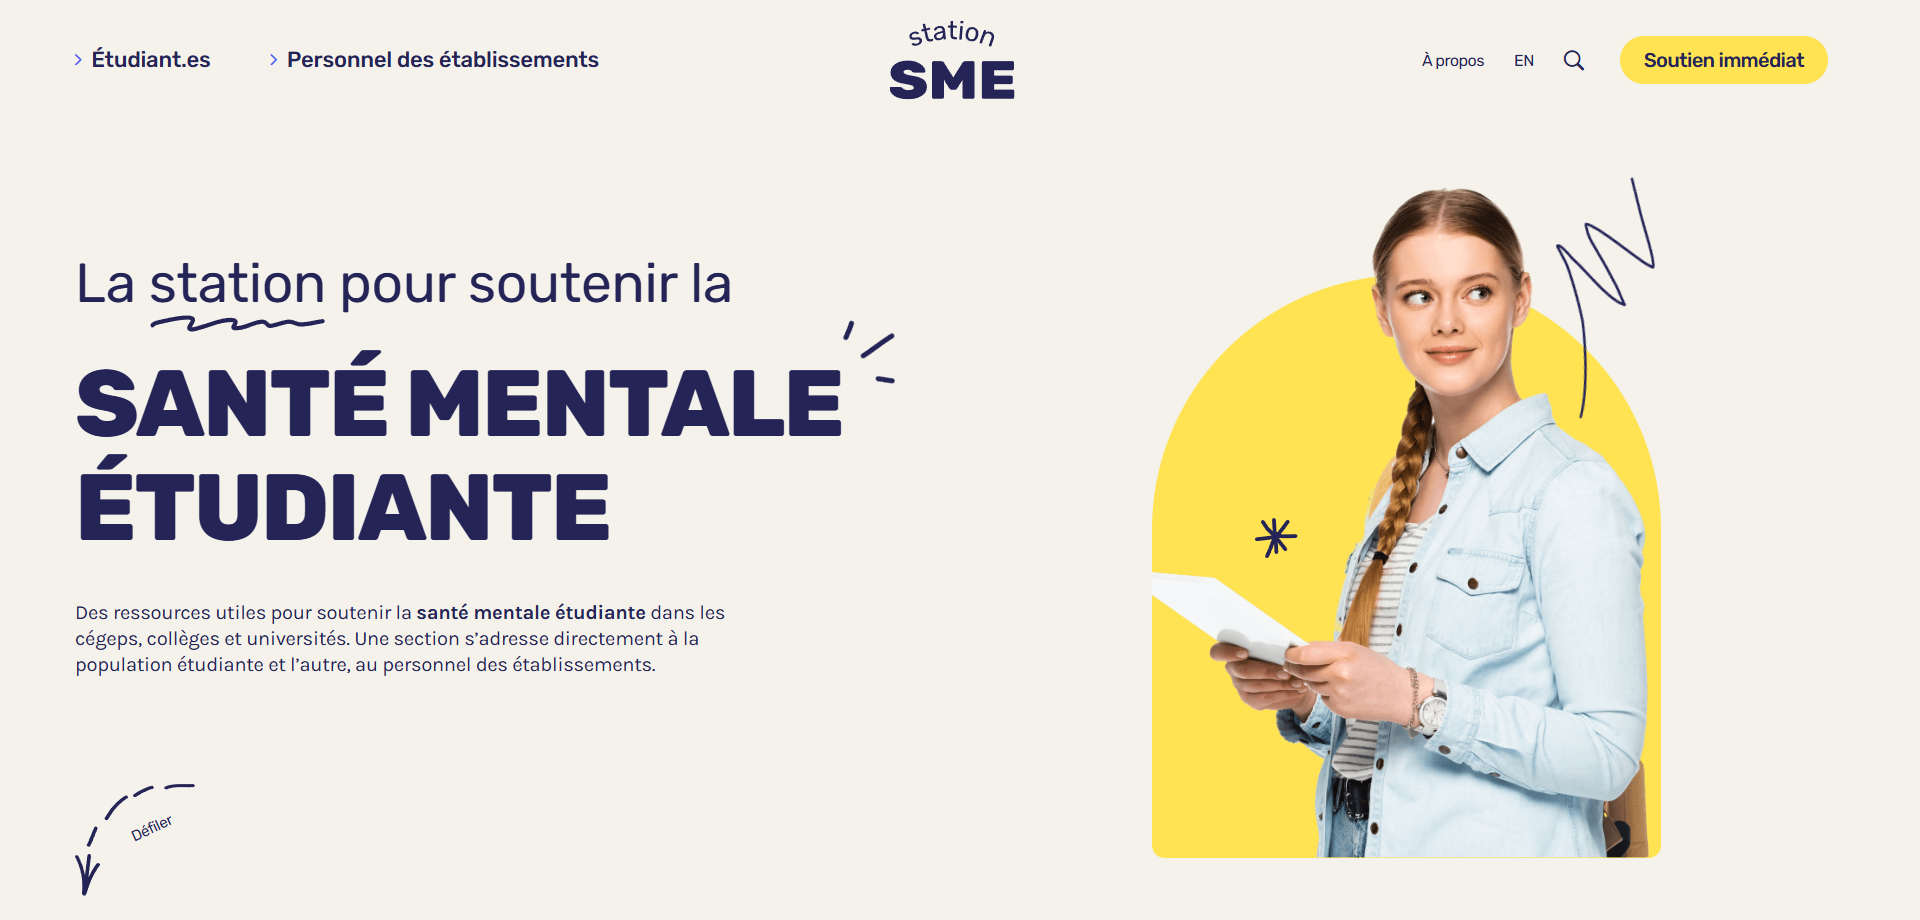 Étudiant.es
Personnel des établissements
station
SME
À propos
EN
Soutien immédiat
La station pour soutenir la
SANTÉ MENTALE
ÉTUDIANTE
Des ressources utiles pour soutenir la santé mentale étudiante dans les
cégeps, collèges et universités. Une section s’adresse directement à la
population étudiante et l’autre, au personnel des établissements.
Défiler